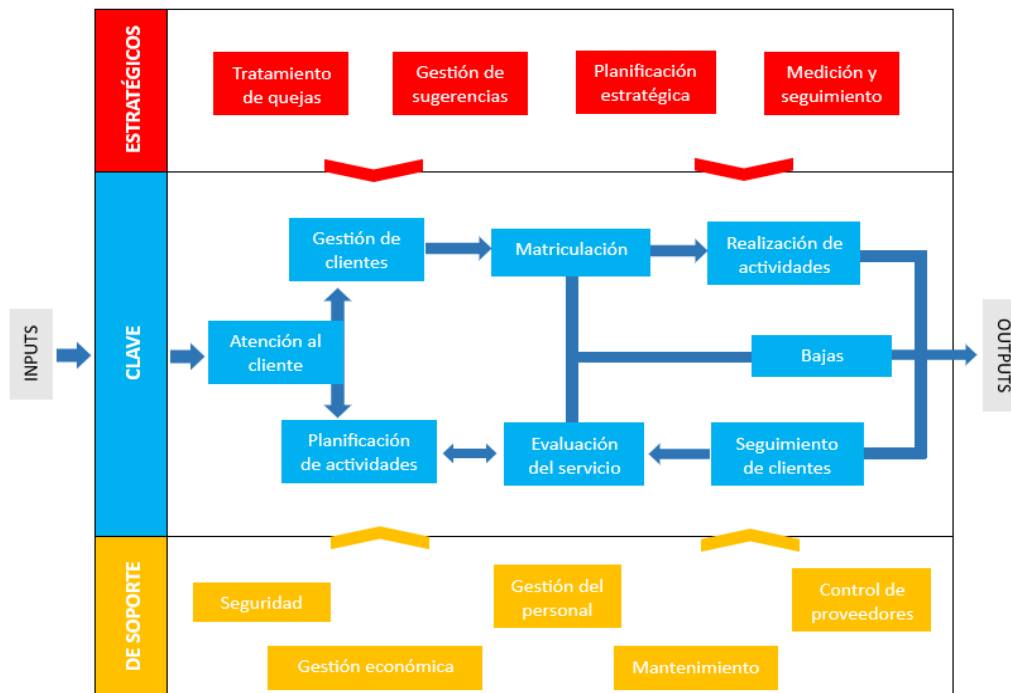 ESTRATÉGICOS
Tratamiento
de quejas
Gestión de
sugerencias
Planificación
estratégica
Medición y
seguimiento
INPUTS
CLAVE
Atención al
cliente
Gestión de
clientes
Matriculación
Realización de
actividades
Bajas
Planificación
de actividades
Evaluación
del servicio
Seguimiento
de clientes
OUTPUTS
DE SOPORTE
Seguridad
Gestión económica
Gestión del
personal
Mantenimiento
Control de
proveedores